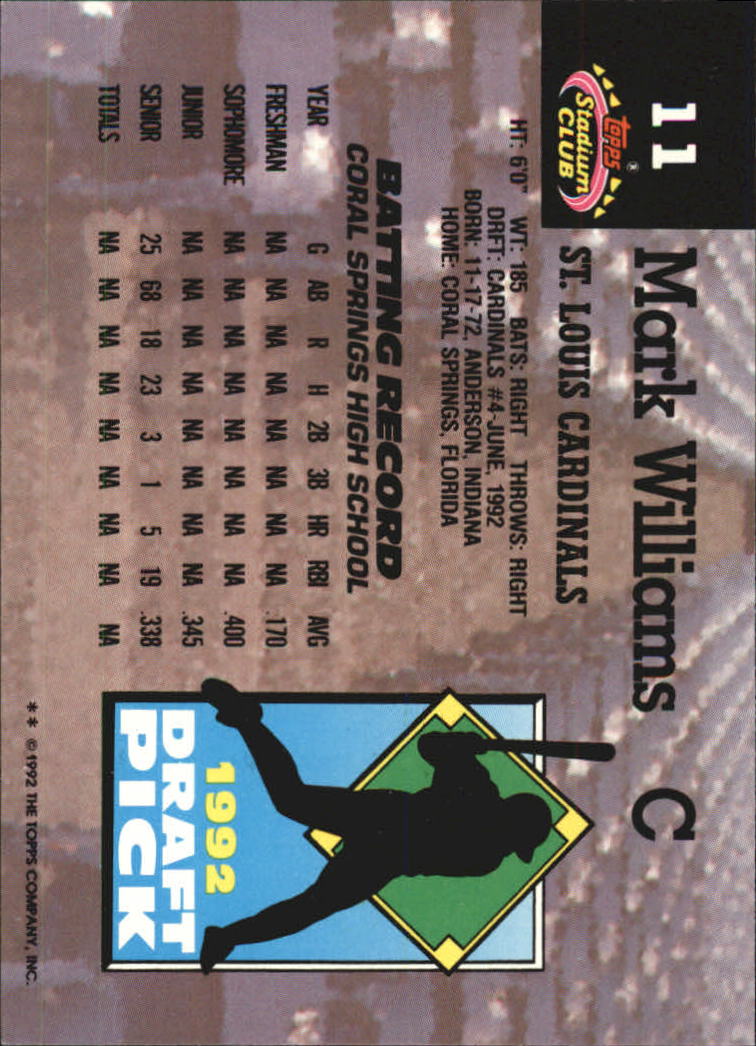 11
Mark Williams C
topps®
Stadium
CLUB
ST. LOUIS CARDINALS
HT: 6'0" WT: 185 BATS: RIGHT THROWS: RIGHT
DRFT: CARDINALS #4-JUNE, 1992
BORN: 11-17-72, ANDERSON, INDIANA
HOME: CORAL SPRINGS, FLORIDA
BATTING RECORD
CORAL SPRINGS HIGH SCHOOL
YEAR G AB R H 2B 3B HR RBI AVG
FRESHMAN NA NA NA NA NA NA NA NA .170
SOPHOMORE NA NA NA NA NA NA NA NA .400
JUNIOR NA NA NA NA NA NA NA NA .345
SENIOR 25 68 18 23 3 1 5 19 .338
TOTALS NA NA NA NA NA NA NA NA NA
1992
DRAFT
PICK
** © 1992 THE TOPPS COMPANY, INC.